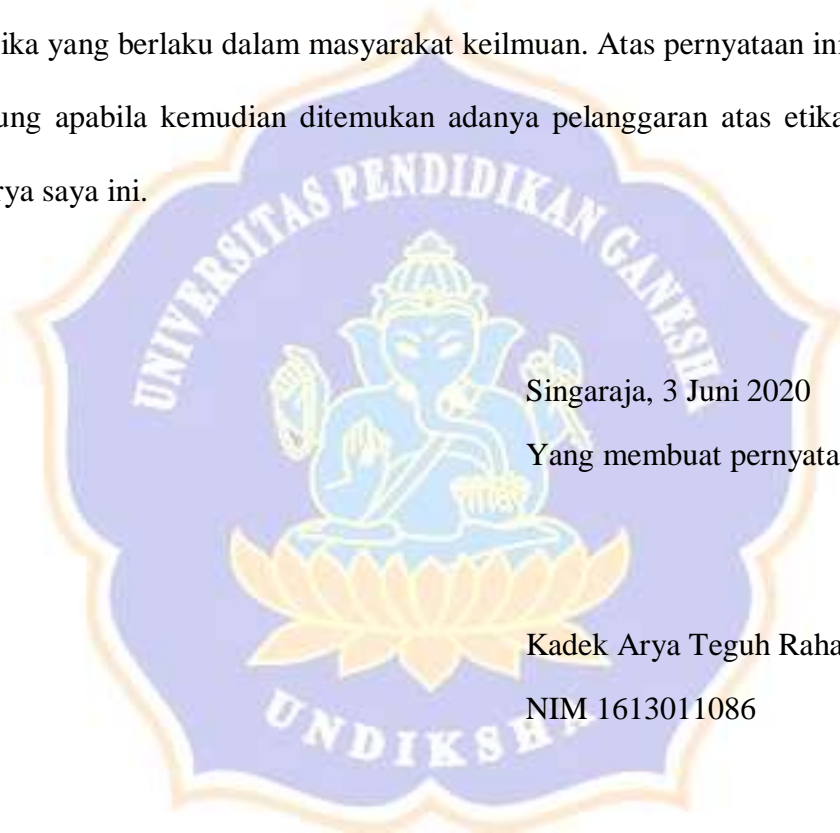 ika yang berlaku dalam masyarakat keilmuan. Atas pernyataan ini
ung apabila kemudian ditemukan adanya pelanggaran atas etika
rya saya ini.
UNIVERSITAS PENDIDIKAN GANESHA
Singaraja, 3 Juni 2020
Yang membuat pernyata
Kadek Arya Teguh Raha
NIM 1613011086
UNDIKSHA